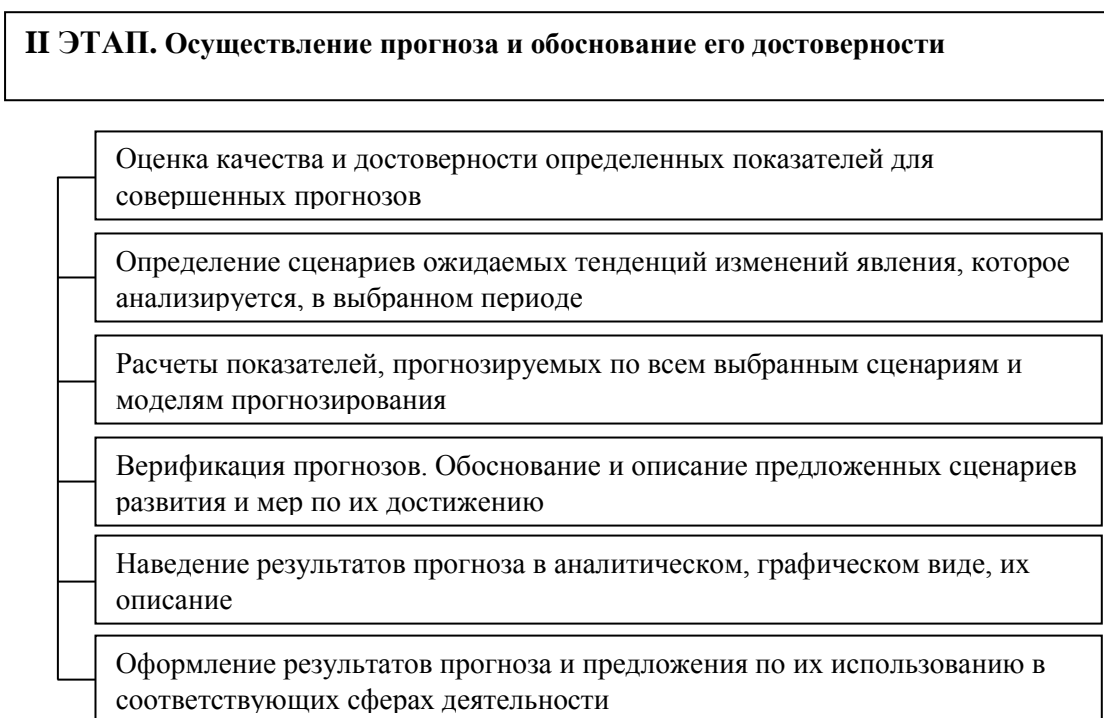 II ЭТАП. Осуществление прогноза и обоснование его достоверности
Оценка качества и достоверности определенных показателей для
совершенных прогнозов
Определение сценариев ожидаемых тенденций изменений явления, которое
анализируется, в выбранном периоде
Расчеты показателей, прогнозируемых по всем выбранным сценариям и
моделям прогнозирования
Верификация прогнозов. Обоснование и описание предложенных сценариев
развития и мер по их достижению
Наведение результатов прогноза в аналитическом, графическом виде, их
описание
Оформление результатов прогноза и предложения по их использованию в
соответствующих сферах деятельности